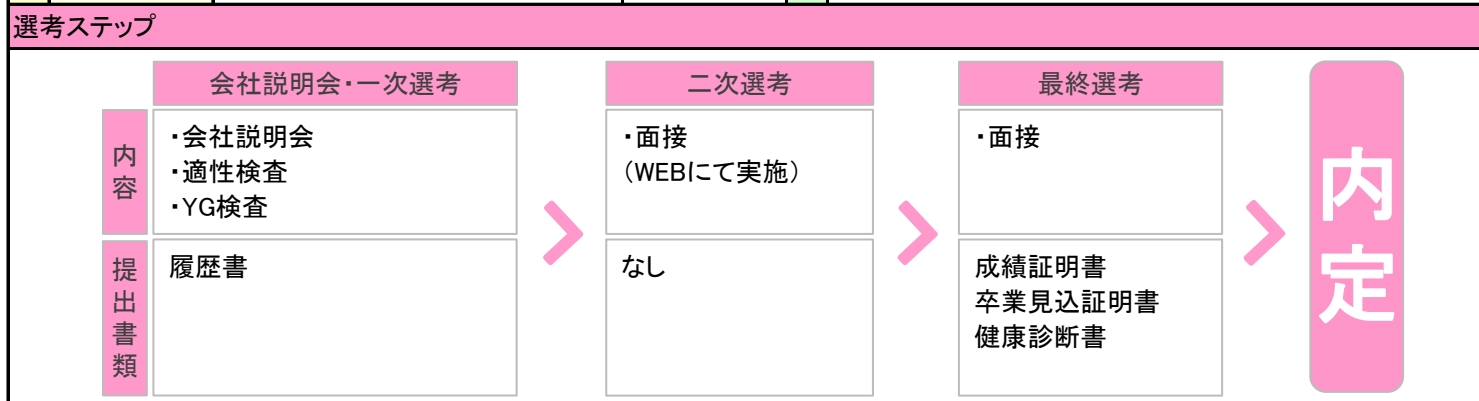 選考ステップ
会社説明会・一次選考
二次選考
最終選考
内容
・会社説明会
・適性検査
・YG検査
・面接
（WEBにて実施）
・面接
提出書類
履歴書
なし
成績証明書
卒業見込証明書
健康診断書
内定